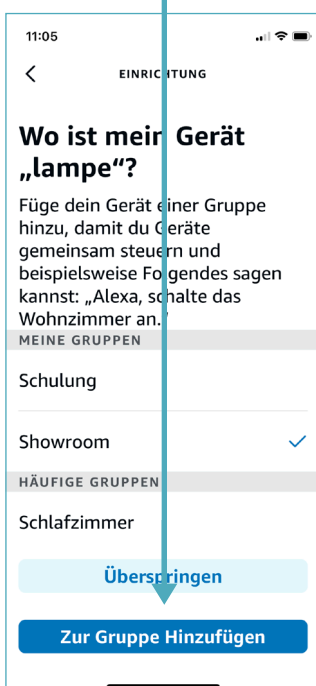 11:05
EINRICHTUNG
Wo ist mein Gerät
„lampe“?
Füge dein Gerät einer Gruppe
hinzu, damit du Geräte
gemeinsam steuern und
beispielsweise Folgendes sagen
kannst: „Alexa, schalte das
Wohnzimmer an.“
MEINE GRUPPEN
Schulung
Showroom
HÄUFIGE GRUPPEN
Schlafzimmer
Überspringen
Zur Gruppe Hinzufügen